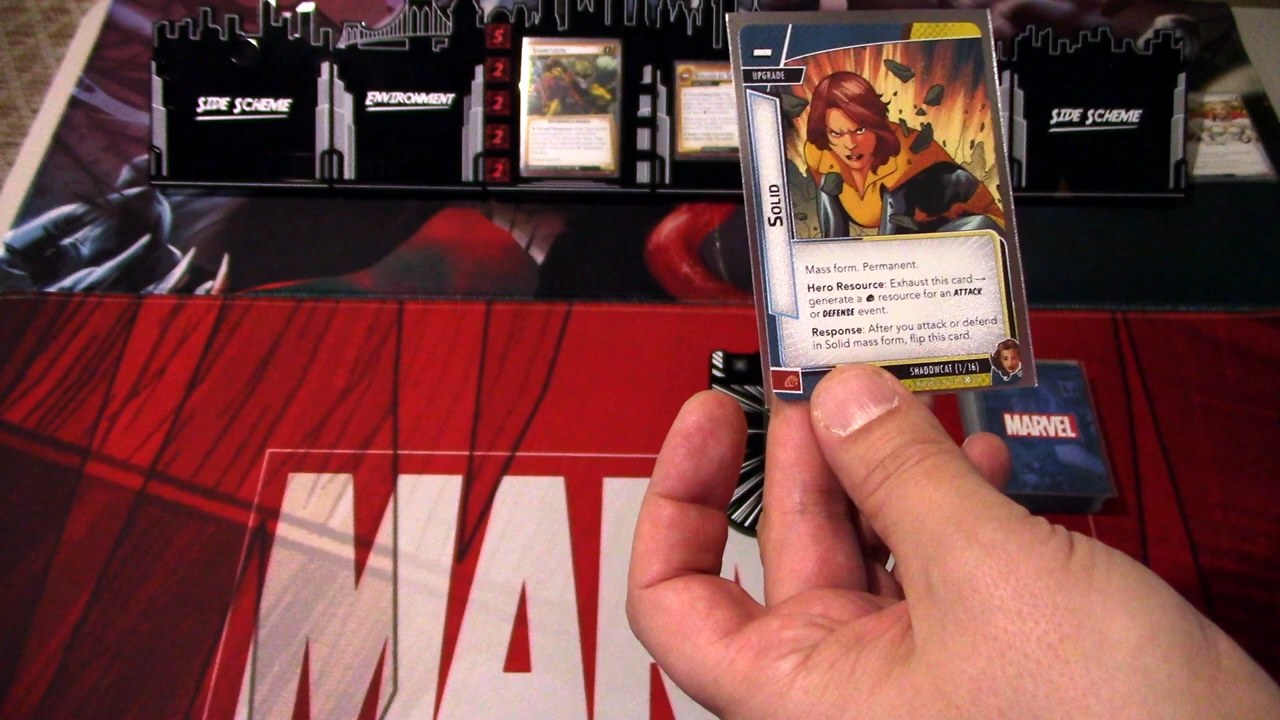 SIDE SCHEME
ENVIRONMENT
5
2
2
2
2
SIDE SCHEME
UPGRADE
SOLID
Mass form. Permanent.
Hero Resource: Exhaust this card →
generate a resource for an ATTACK
or DEFENSE event.
Response: After you attack or defend
in Solid mass form, flip this card.
SHADOWCAT (1/16)
MARVEL
MAR